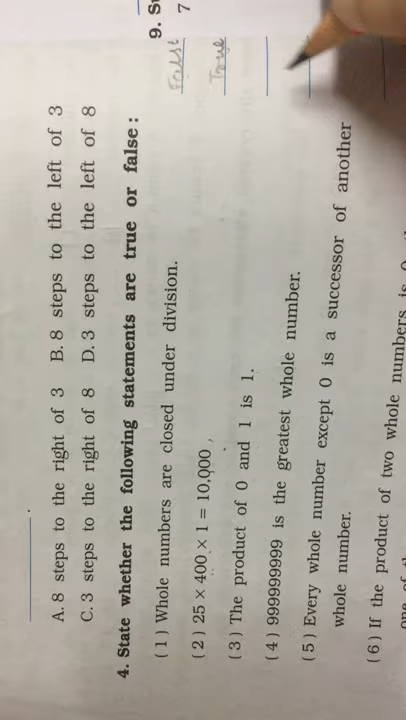 A. 8 steps to the right of 3 B. 8 steps to the left of 3
C. 3 steps to the right of 8 D. 3 steps to the left of 8
4. State whether the following statements are true or false:
(1) Whole numbers are closed under division. False
(2) 25 × 400 × 1 = 10,000 True
(3) The product of 0 and 1 is 1.
(4) 999999999 is the greatest whole number.
(5) Every whole number except 0 is a successor of another
whole number.
(6) If the product of two whole numbers is
one of
9.
7